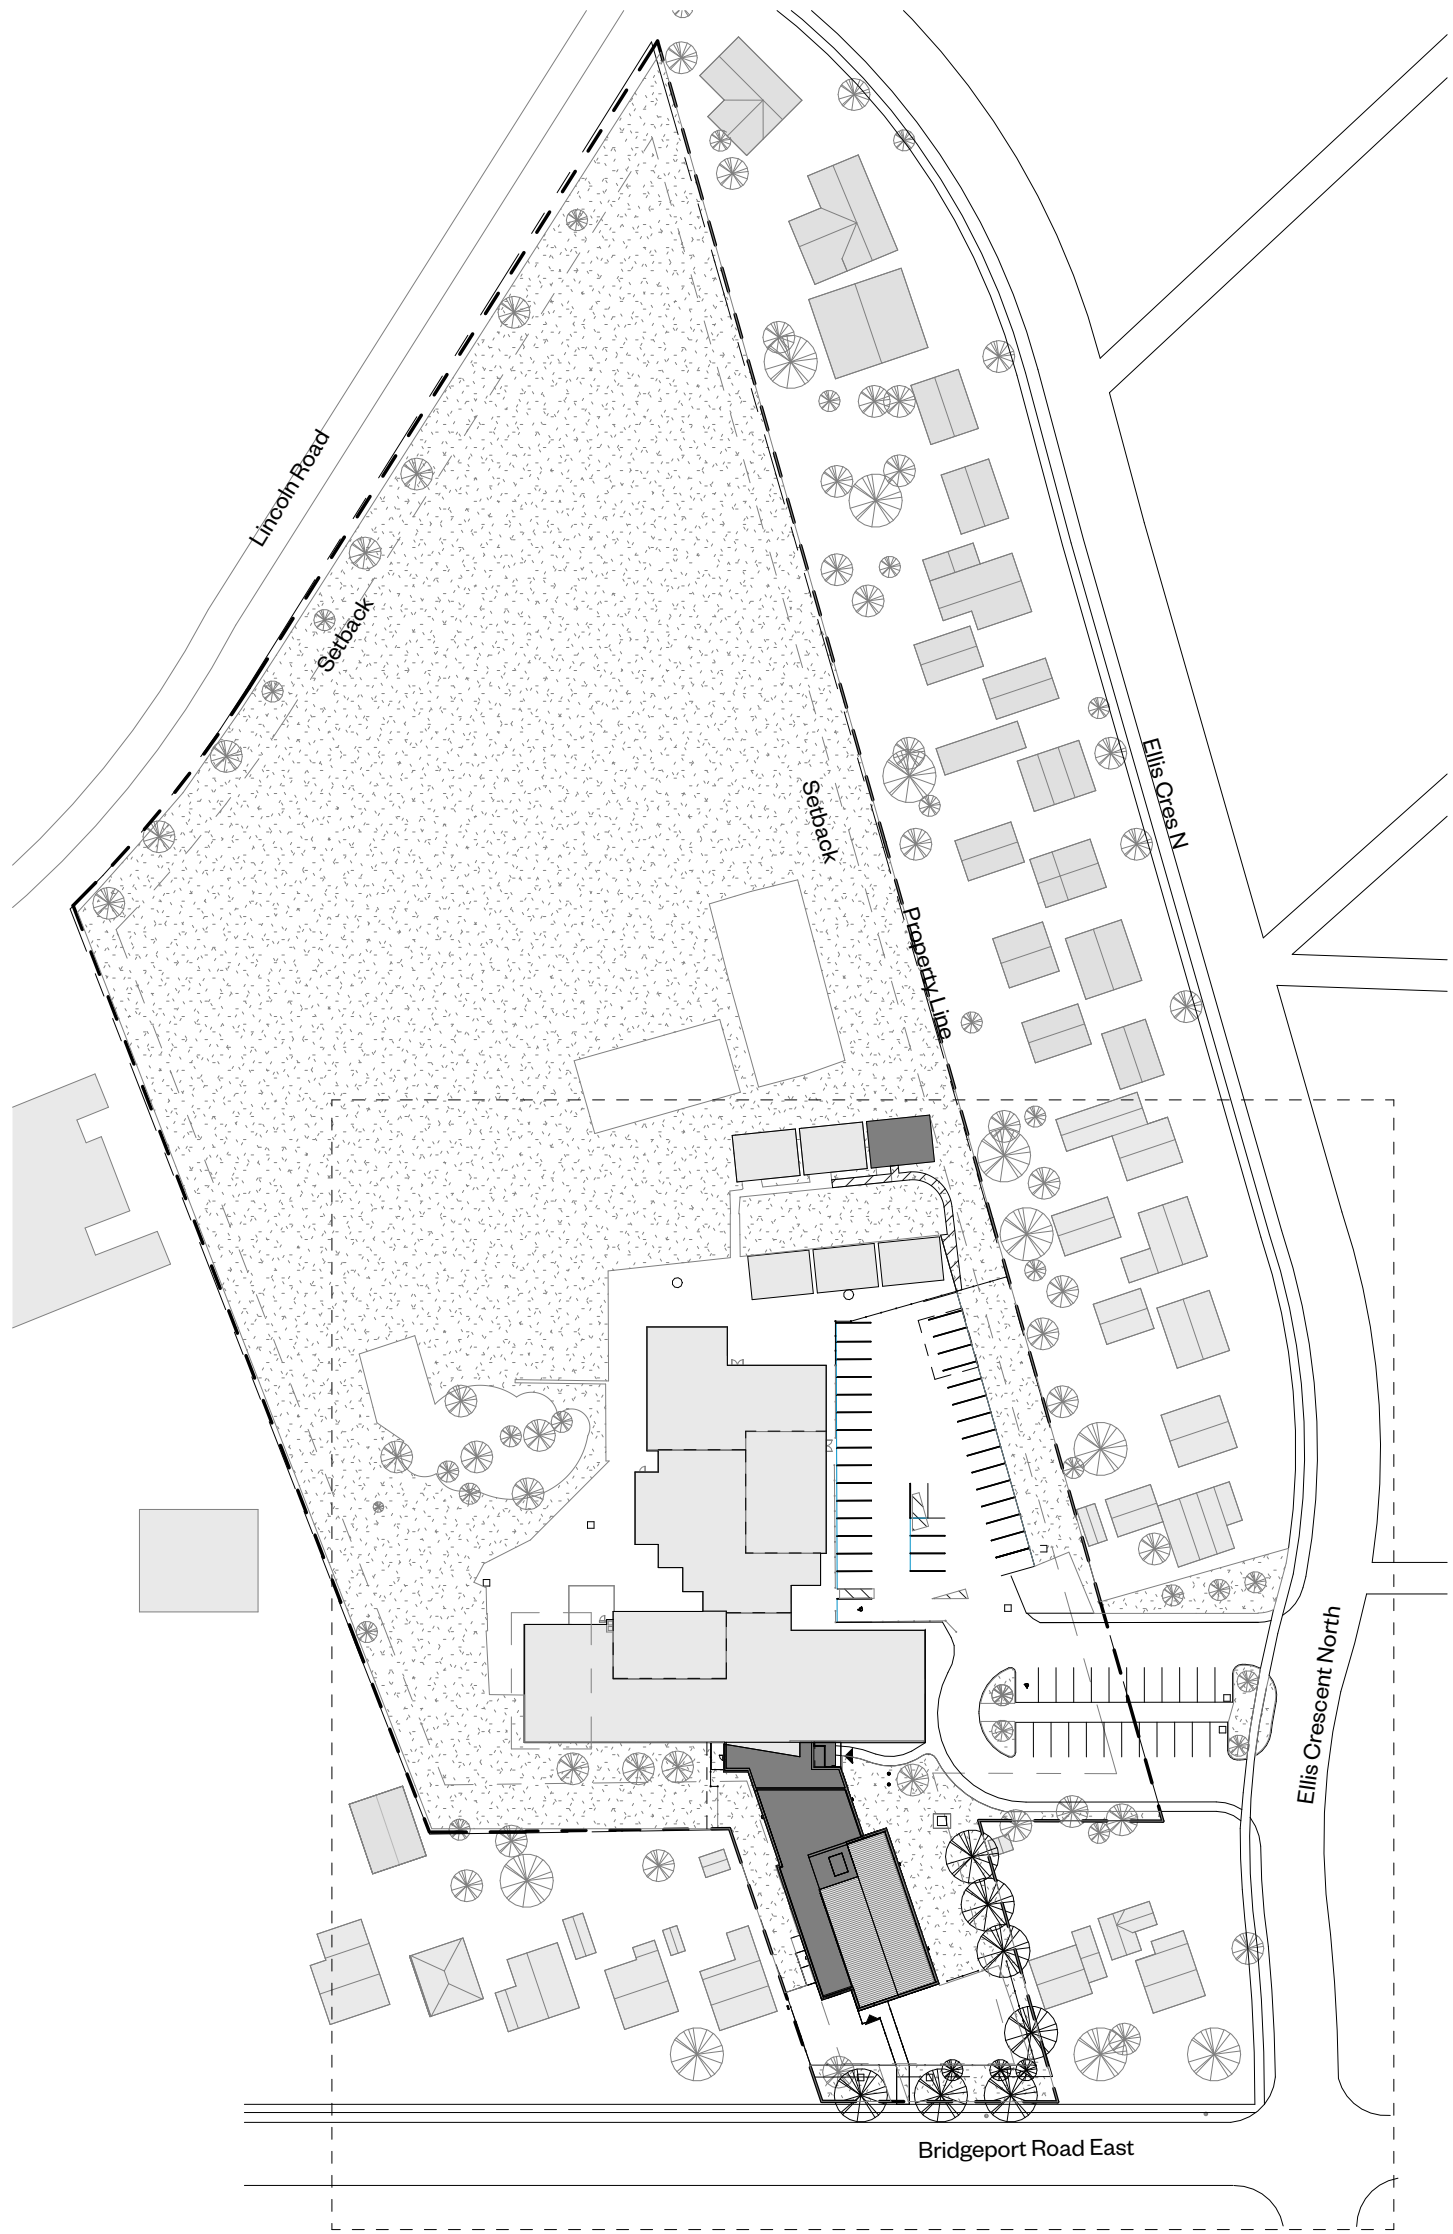 Lincoln Road
Setback
Ellis Cres N
Setback
Property Line
Ellis Crescent North
Bridgeport Road East